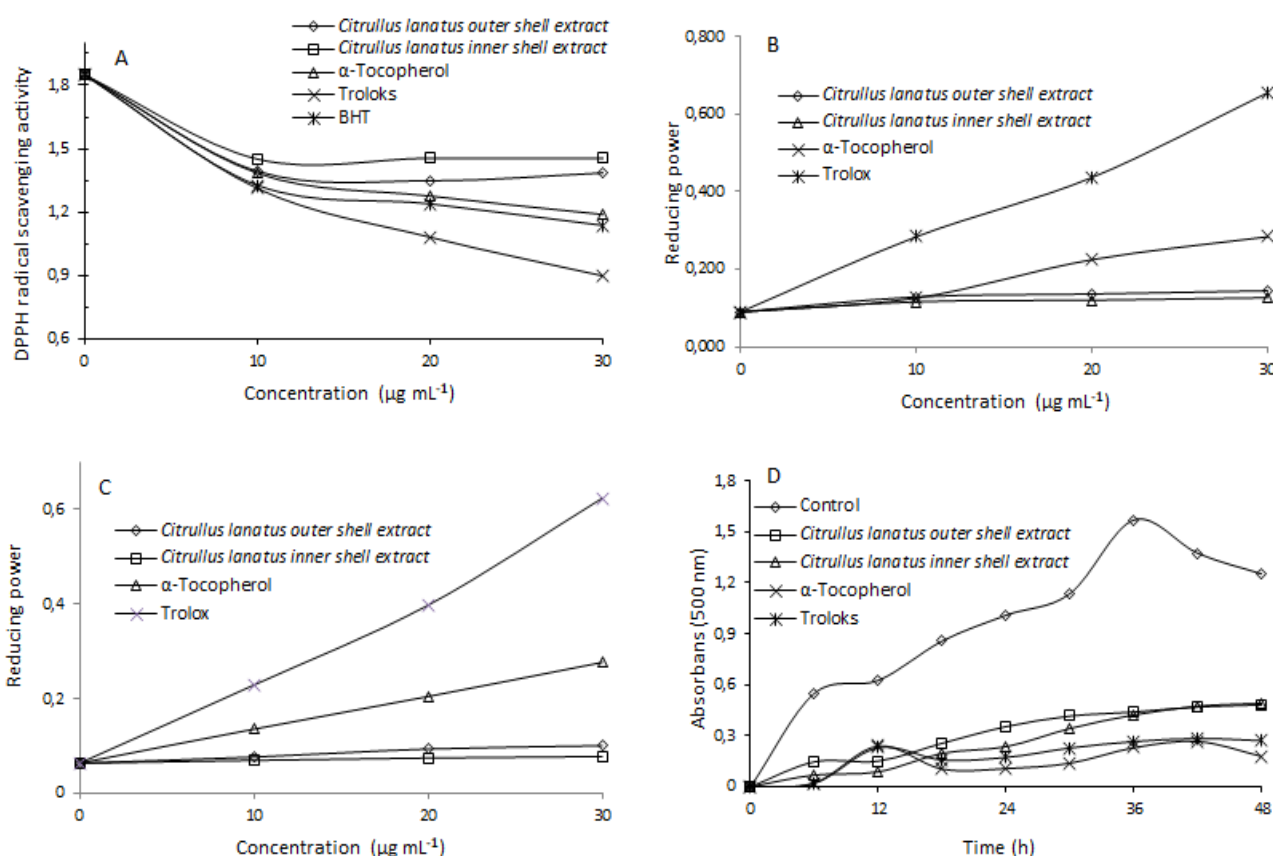 A
Citrullus lanatus outer shell extract
Citrullus lanatus inner shell extract
α-Tocopherol
Troloks
BHT
DPPH radical scavenging activity
1,8
1,5
1,2
0,9
0,6
0
10
20
30
Concentration (µg mL⁻¹)
B
Citrullus lanatus outer shell extract
Citrullus lanatus inner shell extract
α-Tocopherol
Trolox
Reducing power
0,800
0,600
0,400
0,200
0,000
0
10
20
30
Concentration (µg mL⁻¹)
C
Citrullus lanatus outer shell extract
Citrullus lanatus inner shell extract
α-Tocopherol
Trolox
Reducing power
0,6
0,4
0,2
0
0
10
20
30
Concentration (µg mL⁻¹)
D
Control
Citrullus lanatus outer shell extract
Citrullus lanatus inner shell extract
α-Tocopherol
Troloks
Absorbans (500 nm)
1,8
1,5
1,2
0,9
0,6
0,3
0
0
12
24
36
48
Time (h)